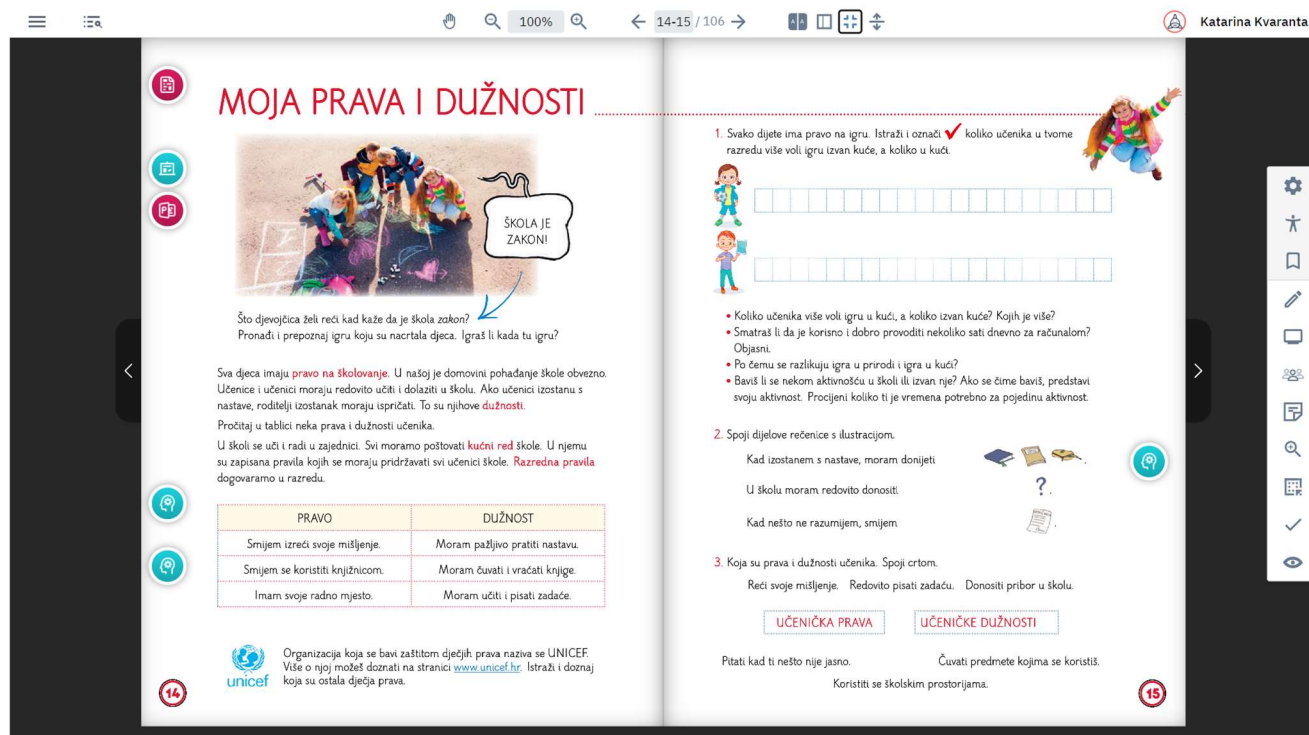 100%
14-15 / 106
Katarina Kvaranta
MOJA PRAVA I DUŽNOSTI
ŠKOLA JE
ZAKON!
Što djevojčica želi reći kad kaže da je škola zakon?
Pronađi i prepoznaj igru koju su nacrtala djeca. Igraš li kada tu igru?
Sva djeca imaju pravo na školovanje. U našoj je domovini pohađanje škole obvezno.
Učenice i učenici moraju redovito učiti i dolaziti u školu. Ako učenici izostanu s
nastave, roditelji izostanak moraju ispričati. To su njihove dužnosti.
Pročitaj u tablici neka prava i dužnosti učenika.
U školi se uči i radi u zajednici. Svi moramo poštovati kućni red škole. U njemu
su zapisana pravila kojih se moraju pridržavati svi učenici škole. Razredna pravila
dogovaramo u razredu.
PRAVO DUŽNOST
Smijem izreći svoje mišljenje. Moram pažljivo pratiti nastavu.
Smijem se koristiti knjižnicom. Moram čuvati i vraćati knjige.
Imam svoje radno mjesto. Moram učiti i pisati zadaće.
unicef
Organizacija koja se bavi zaštitom dječjih prava naziva se UNICEF.
Više o njoj možeš doznati na stranici www.unicef.hr. Istraži i doznaj
koja su ostala dječja prava.
14
1. Svako dijete ima pravo na igru. Istraži i označi ✓ koliko učenika u tvome
razredu više voli igru izvan kuće, a koliko u kući.
• Koliko učenika više voli igru u kući, a koliko izvan kuće? Kojih je više?
• Smatraš li da je korisno i dobro provoditi nekoliko sati dnevno za računalom?
Objasni.
• Po čemu se razlikuju igra u prirodi i igra u kući?
• Baviš li se nekom aktivnošću u školi ili izvan nje? Ako se čime baviš, predstavi
svoju aktivnost. Procijeni koliko ti je vremena potrebno za pojedinu aktivnost.
2. Spoji dijelove rečenice s ilustracijom.
Kad izostanem s nastave, moram donijeti .
U školu moram redovito donositi ?.
Kad nešto ne razumijem, smijem .
3. Koja su prava i dužnosti učenika. Spoji crtom.
Reći svoje mišljenje. Redovito pisati zadaću. Donositi pribor u školu.
UČENIČKA PRAVA UČENIČKE DUŽNOSTI
Pitati kad ti nešto nije jasno. Čuvati predmete kojima se koristiš.
Koristiti se školskim prostorijama.
15